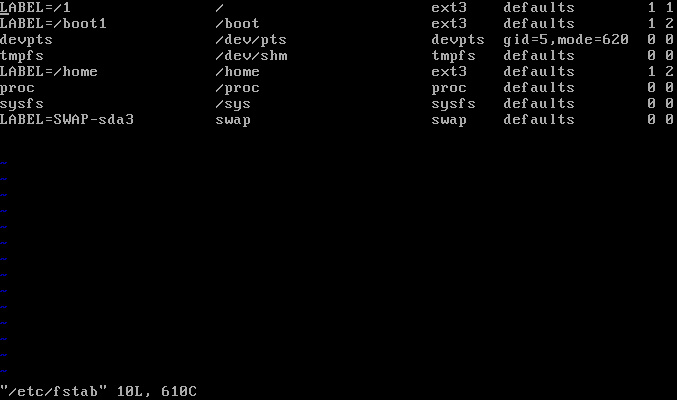 LABEL=/1 / ext3 defaults 1 1
LABEL=/boot1 /boot ext3 defaults 1 2
devpts /dev/pts devpts gid=5,mode=620 0 0
tmpfs /dev/shm tmpfs defaults 0 0
LABEL=/home /home ext3 defaults 1 2
proc /proc proc defaults 0 0
sysfs /sys sysfs defaults 0 0
LABEL=SWAP-sda3 swap swap defaults 0 0
~
~
~
~
~
~
~
~
~
~
~
~
~
~
"/etc/fstab" 10L, 610C